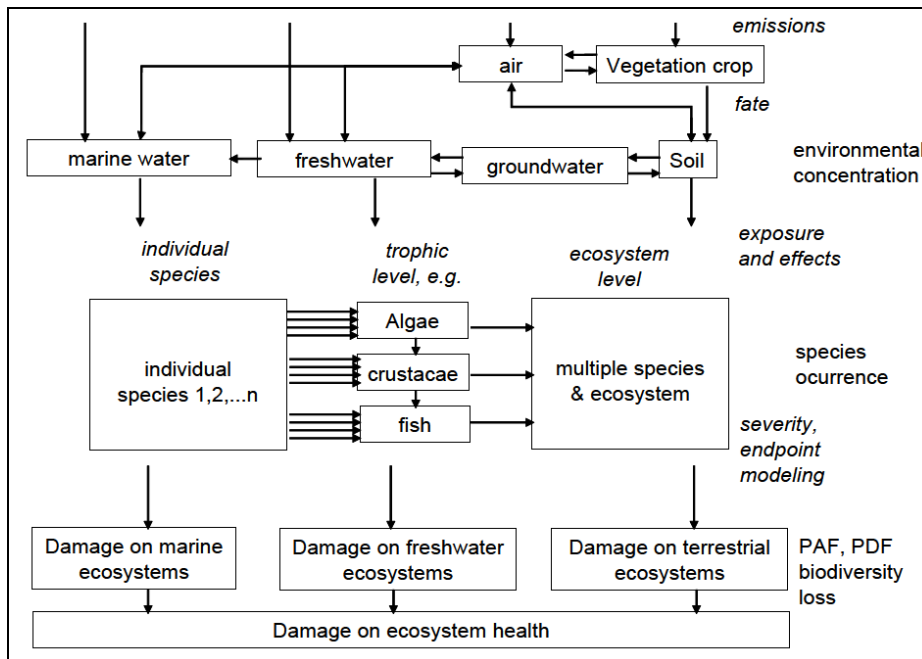 emissions
air
Vegetation crop
fate
marine water
freshwater
groundwater
Soil
environmental
concentration
individual
species
trophic
level, e.g.
ecosystem
level
exposure
and effects
individual
species 1,2,...n
Algae
crustacae
fish
multiple species
& ecosystem
species
ocurrence
severity,
endpoint
modeling
Damage on marine
ecosystems
Damage on freshwater
ecosystems
Damage on terrestrial
ecosystems
PAF, PDF
biodiversity
loss
Damage on ecosystem health